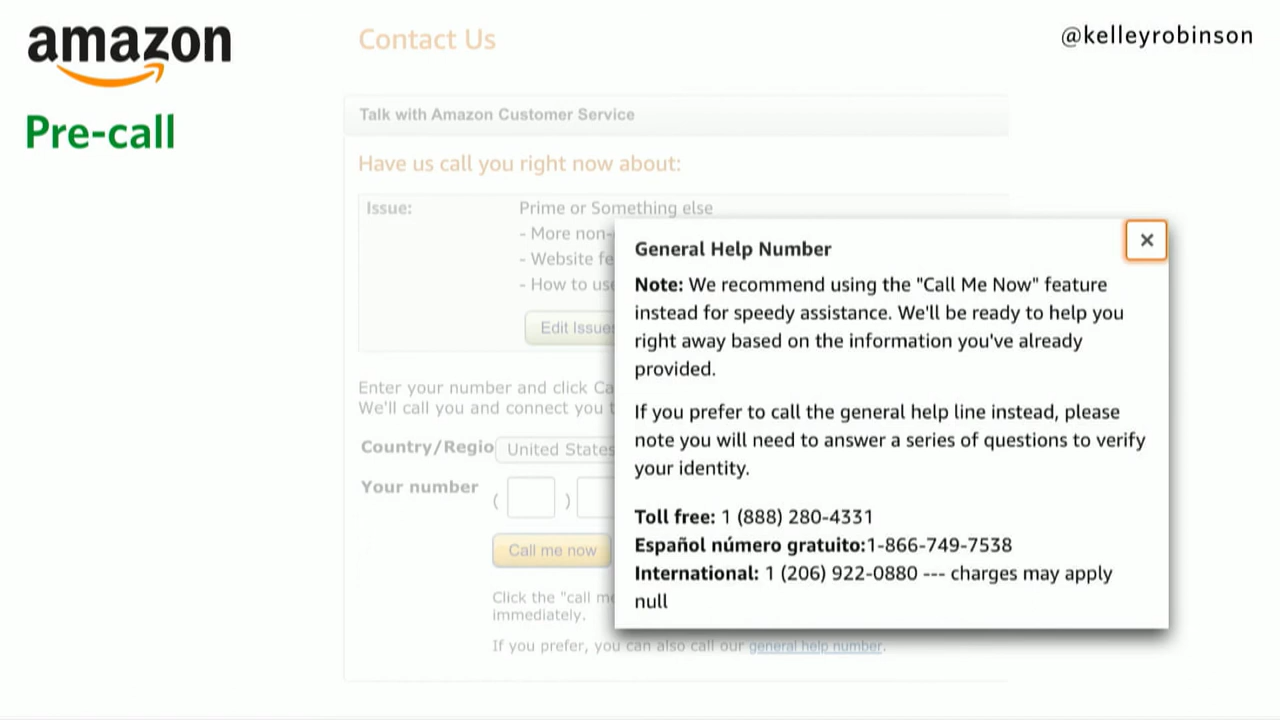 amazon
@kelleyrobinson
Pre-call
Contact Us
Talk with Amazon Customer Service
Have us call you right now about:
Issue: Prime or Something else
- More non-
- Website fe
- How to use
Edit Issue
Enter your number and click Ca
We'll call you and connect you t
Country/Regio United States
Your number ( )
Call me now
Click the "call me
immediately.
If you prefer, you can also call our general help number.
General Help Number
×
Note: We recommend using the "Call Me Now" feature
instead for speedy assistance. We'll be ready to help you
right away based on the information you've already
provided.
If you prefer to call the general help line instead, please
note you will need to answer a series of questions to verify
your identity.
Toll free: 1 (888) 280-4331
Español número gratuito:1-866-749-7538
International: 1 (206) 922-0880 --- charges may apply
null